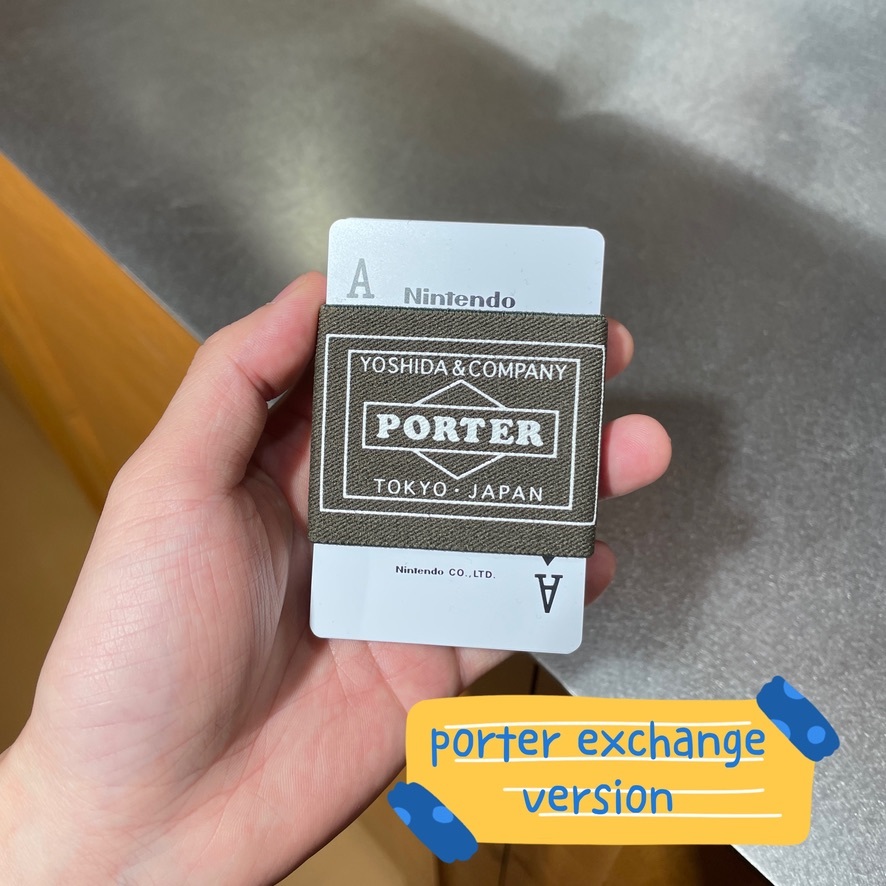 A
Nintendo
YOSHIDA & COMPANY
PORTER
TOKYO · JAPAN
Nintendo CO., LTD.
A
porter exchange
version